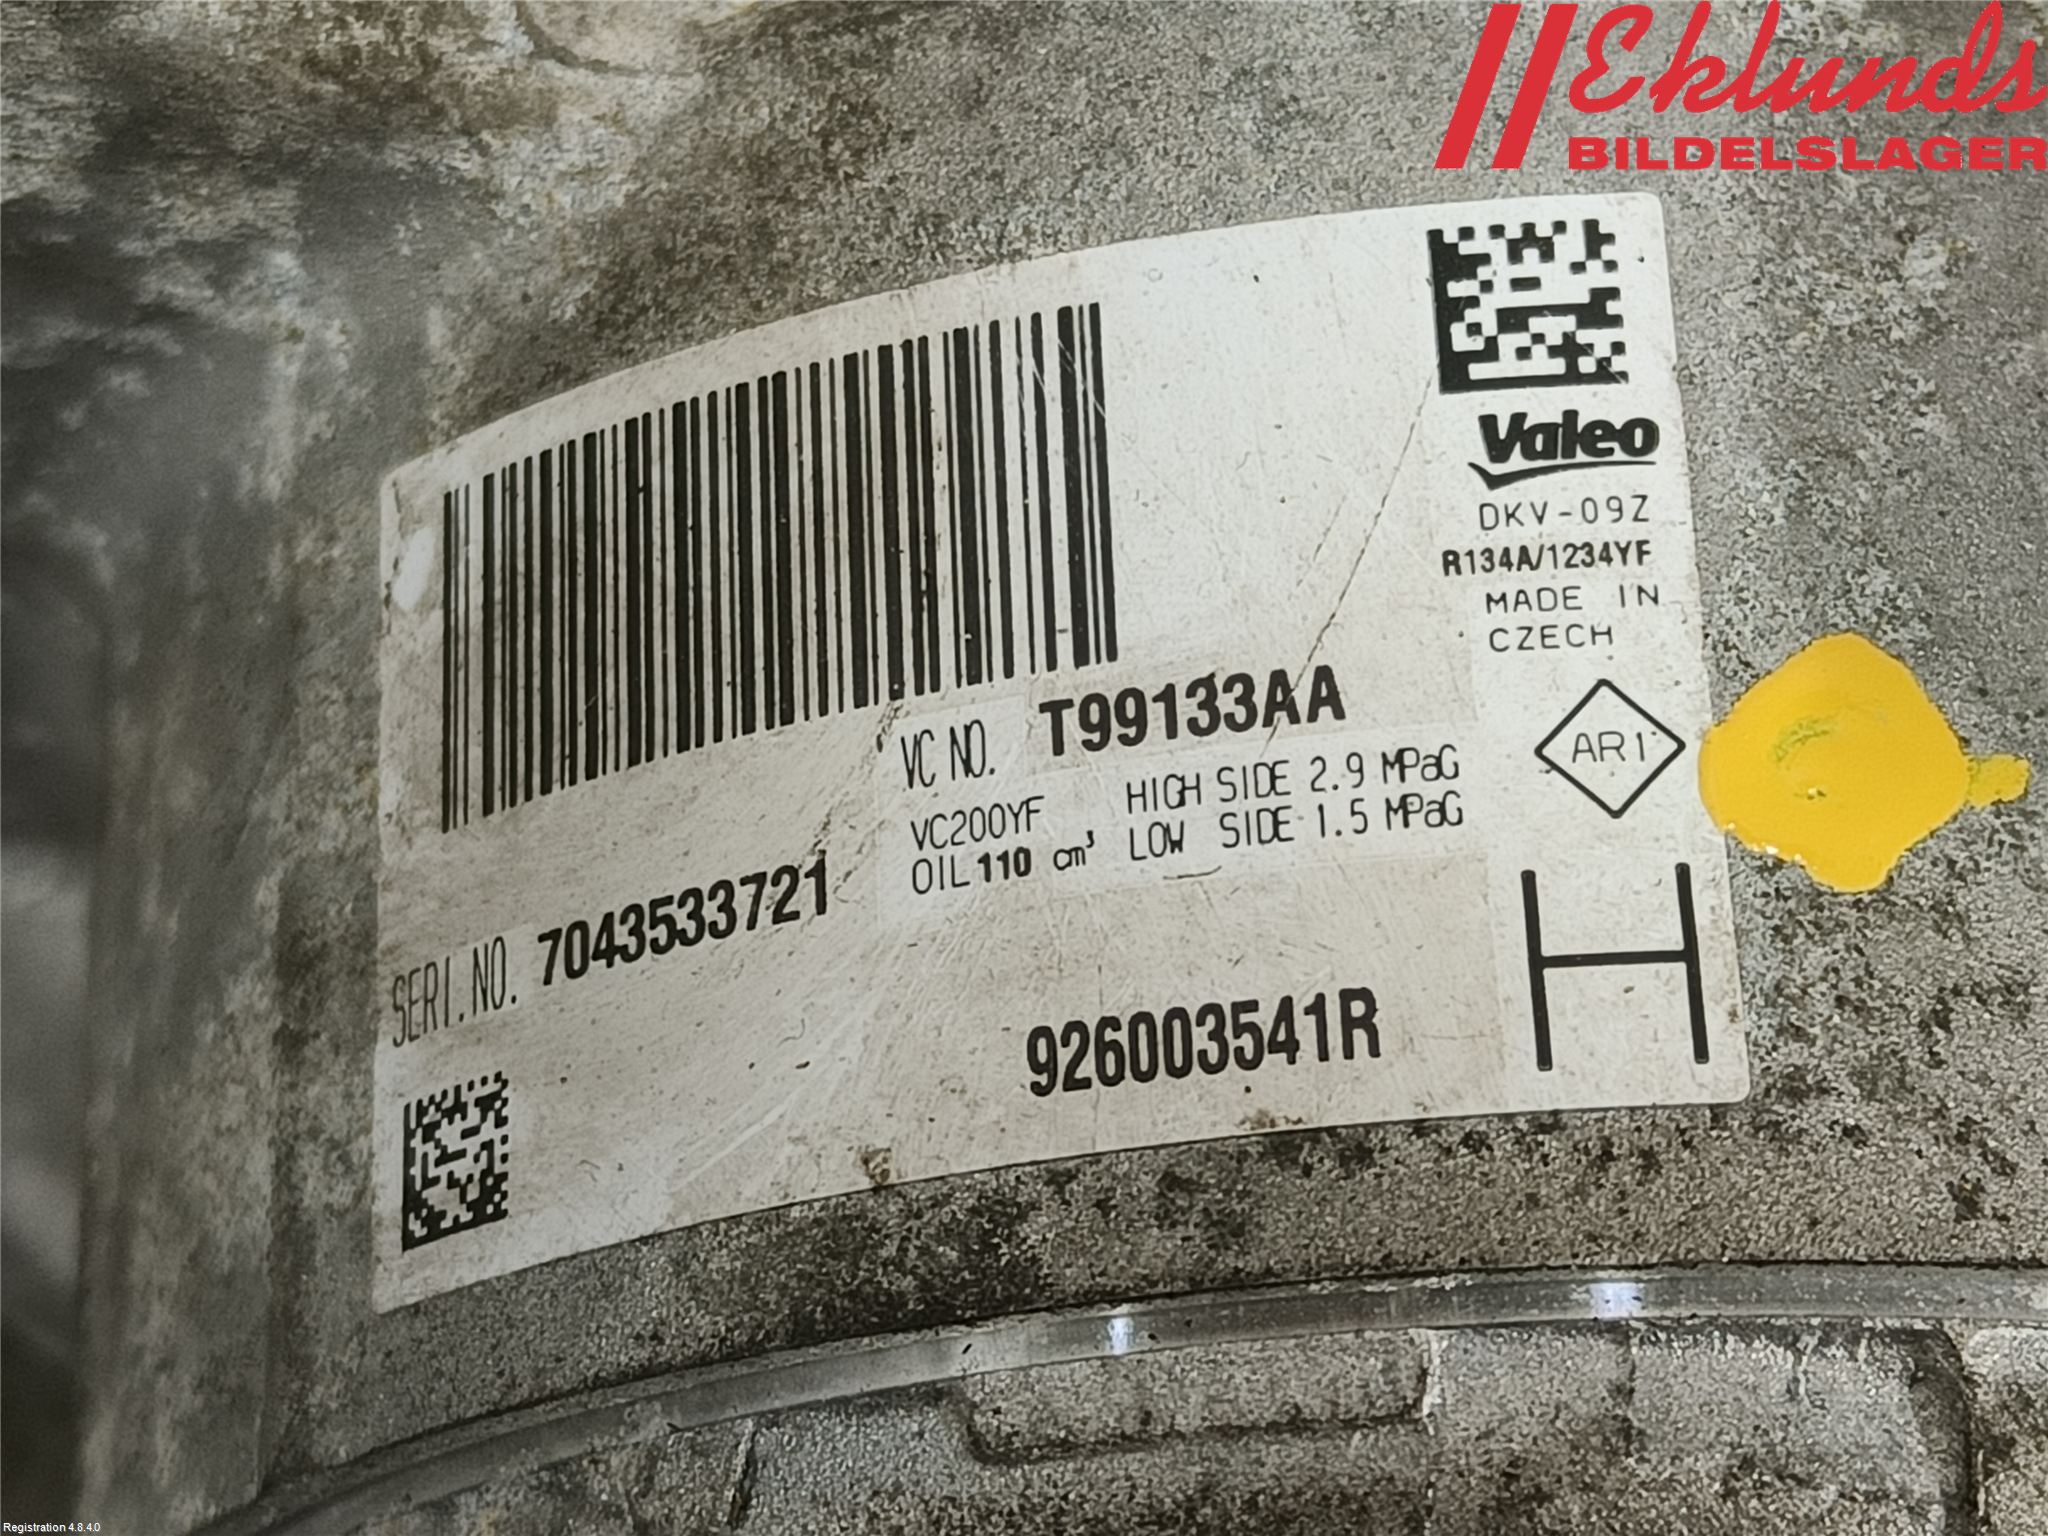 Eklunds
BILDELSLAGER
Valeo
DKV-09Z
R134A/1234YF
MADE IN
CZECH
AR1
VC NO. T99133AA
VC200YF HIGH SIDE 2.9 MPaG
OIL 110 cm³ LOW SIDE 1.5 MPaG
SERI.NO. 7043533721
H
926003541R
Registration 4.8.4.0